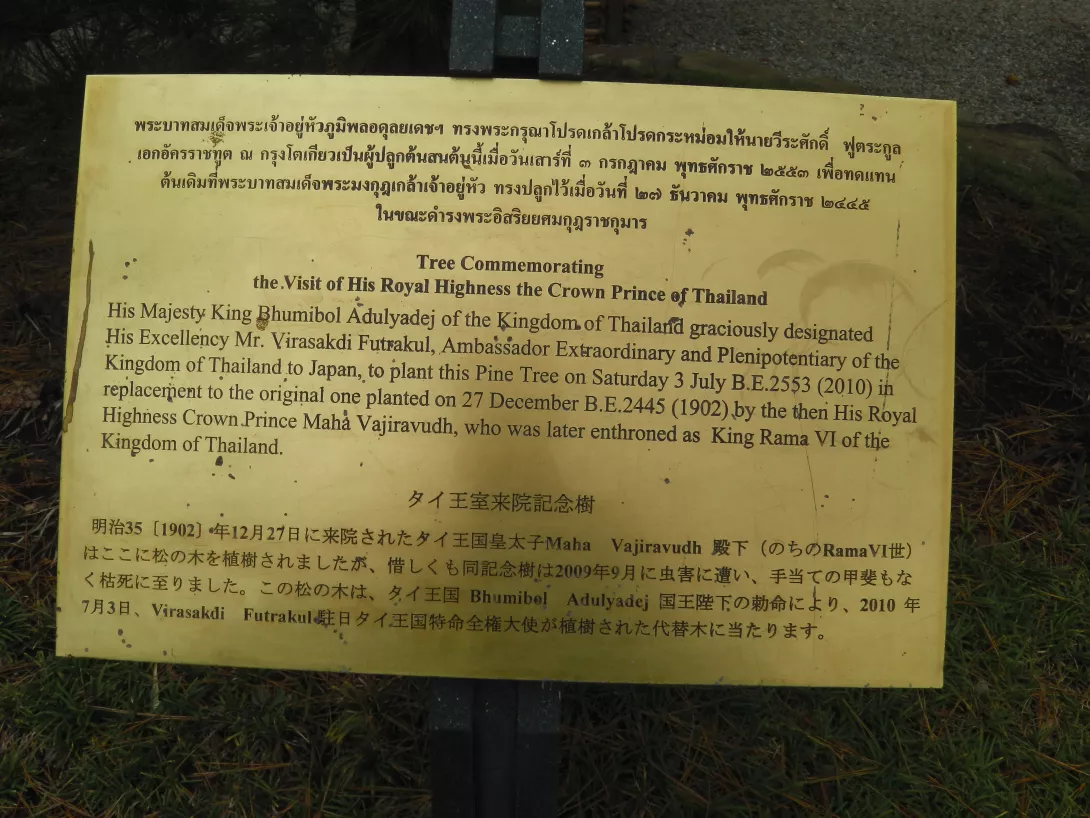 พระบาทสมเด็จพระเจ้าอยู่หัวภูมิพลอดุลยเดชฯ ทรงพระกรุณาโปรดเกล้าโปรดกระหม่อมให้นายวีระศักดิ์ ฟูตระกูล
เอกอัครราชทูต ณ กรุงโตเกียวเป็นผู้ปลูกต้นสนต้นนี้เมื่อวันเสาร์ที่ ๓ กรกฎาคม พุทธศักราช ๒๕๕๓ เพื่อทดแทน
ต้นเดิมที่พระบาทสมเด็จพระมงกุฎเกล้าเจ้าอยู่หัว ทรงปลูกไว้เมื่อวันที่ ๒๗ ธันวาคม พุทธศักราช ๒๔๔๕
ในขณะดำรงพระอิสริยยศมกุฎราชกุมาร
Tree Commemorating
the Visit of His Royal Highness the Crown Prince of Thailand
His Majesty King Bhumibol Adulyadej of the Kingdom of Thailand graciously designated
His Excellency Mr. Virasakdi Futrakul, Ambassador Extraordinary and Plenipotentiary of the
Kingdom of Thailand to Japan, to plant this Pine Tree on Saturday 3 July B.E.2553 (2010) in
replacement to the original one planted on 27 December B.E.2445 (1902) by the then His Royal
Highness Crown Prince Maha Vajiravudh, who was later enthroned as King Rama VI of the
Kingdom of Thailand.
タイ王室来院記念樹
明治35〔1902〕年12月27日に来院されたタイ王国皇太子Maha Vajiravudh 殿下（のちのRamaVI世）
はここに松の木を植樹されましたが、惜しくも同記念樹は2009年9月に虫害に遭い、手当ての甲斐もな
く枯死に至りました。この松の木は、タイ王国 Bhumibol Adulyadej 国王陛下の勅命により、2010 年
7月3日、Virasakdi Futrakul 駐日タイ王国特命全権大使が植樹された代替木に当たります。